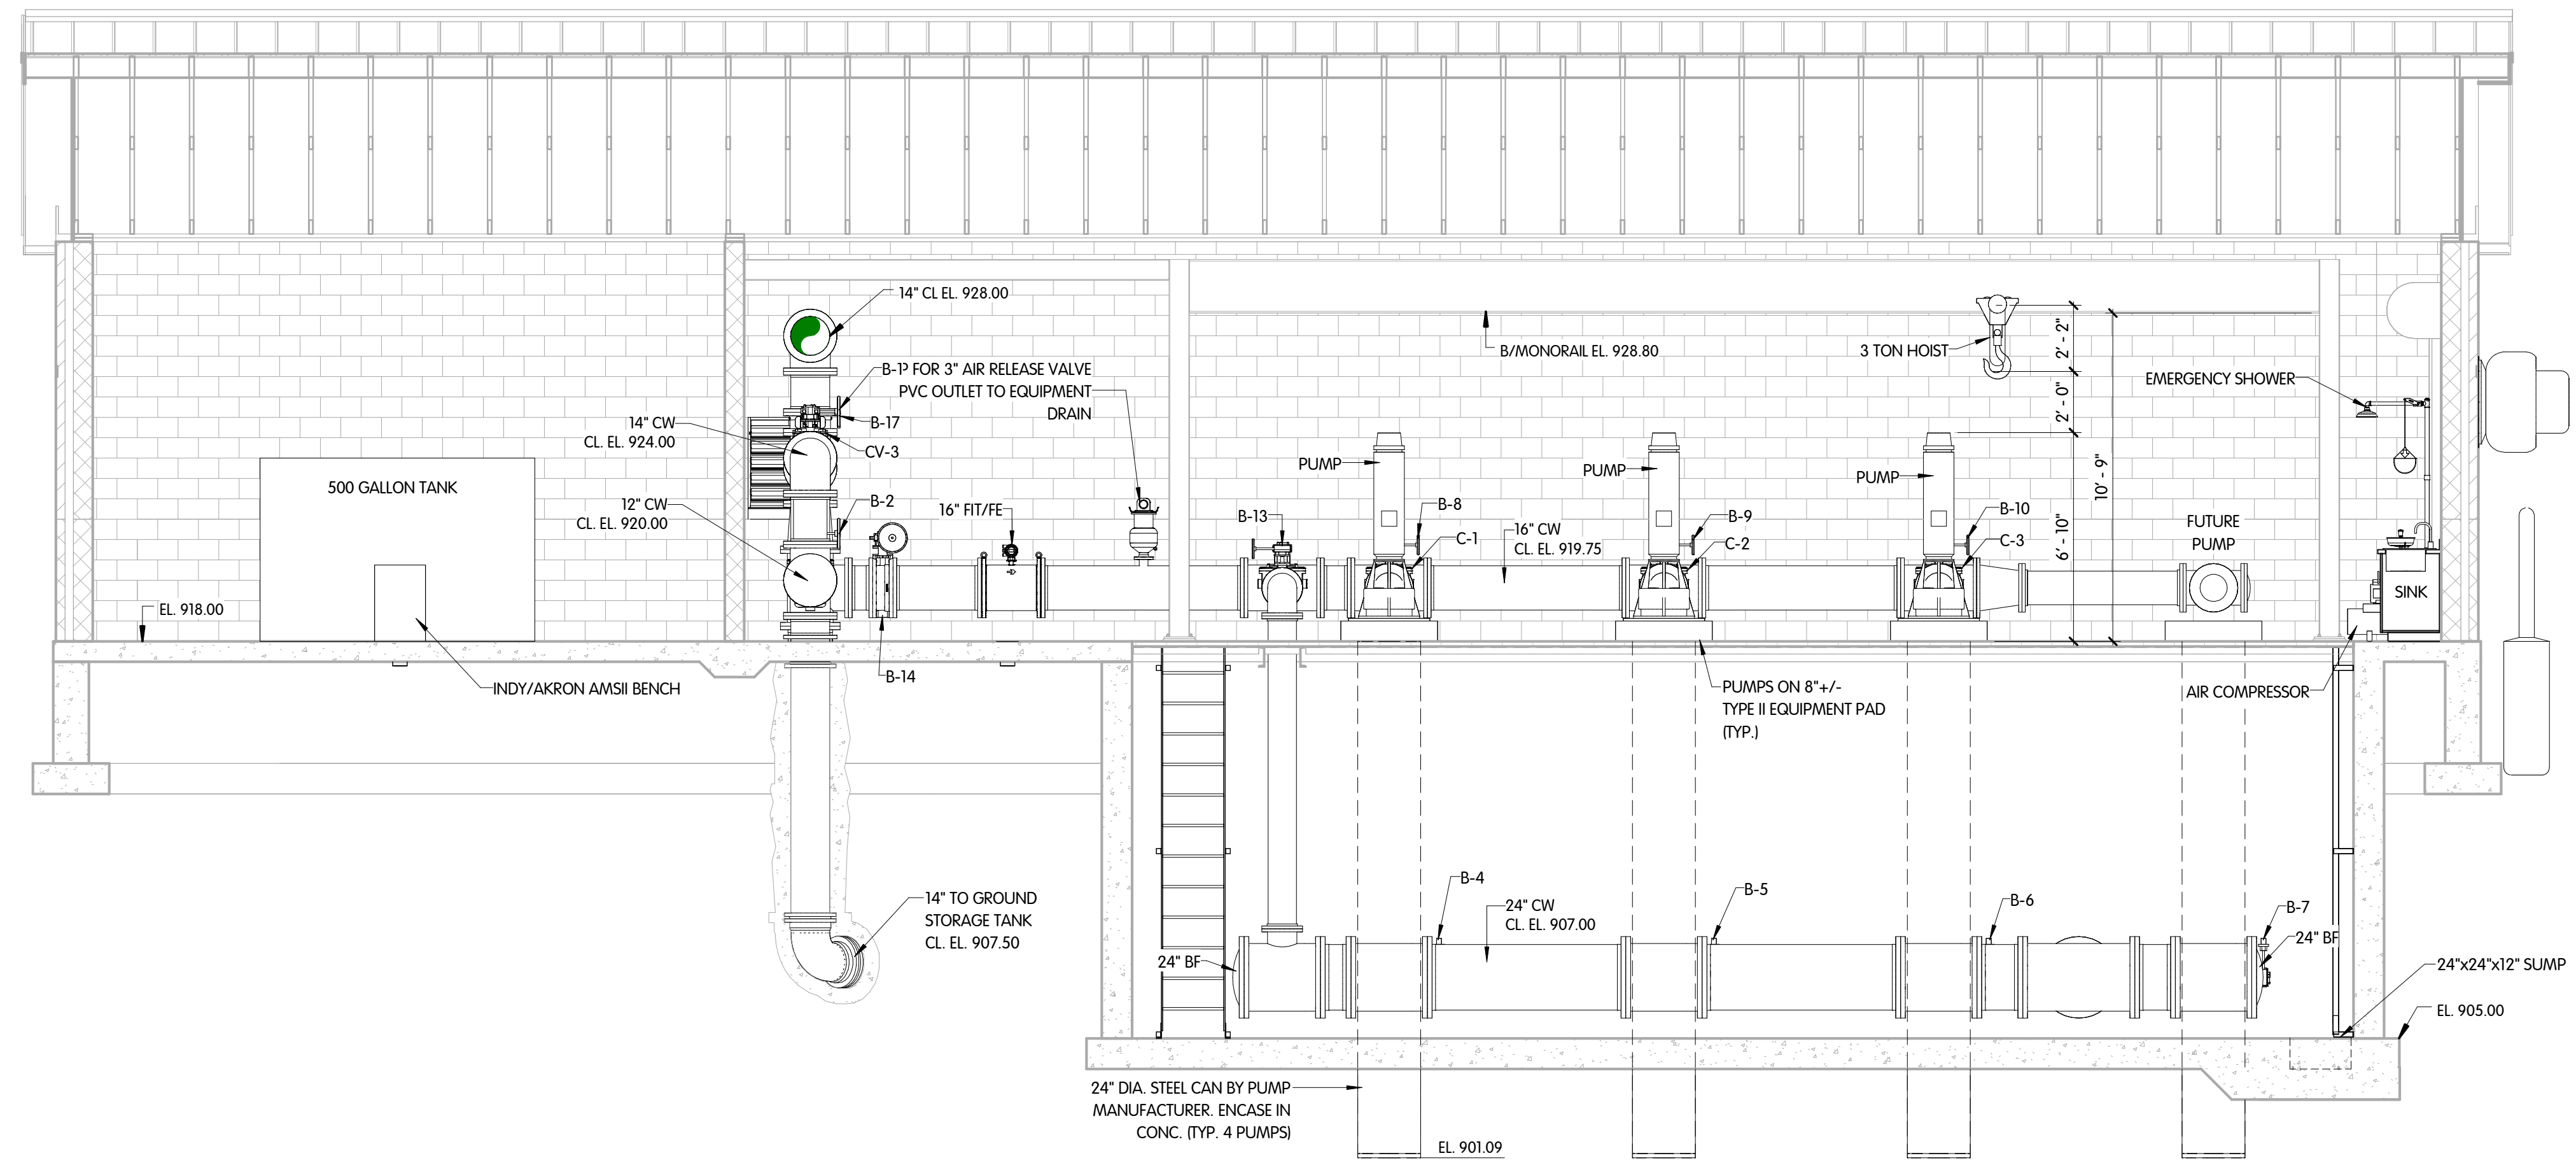 14" CL EL. 928.00
B/MONORAIL EL. 928.80
3 TON HOIST
2' - 2"
2' - 0"
10' - 9"
6' - 10"
EMERGENCY SHOWER
FOR 3" AIR RELEASE VALVE
PVC OUTLET TO EQUIPMENT
DRAIN
B-17
14" CW
CL. EL. 924.00
CV-3
PUMP
PUMP
PUMP
500 GALLON TANK
12" CW
CL. EL. 920.00
B-2
16" FIT/FE
B-13
B-8
C-1
16" CW
CL. EL. 919.75
B-9
C-2
B-10
C-3
FUTURE
PUMP
SINK
EL. 918.00
INDY/AKRON AMSII BENCH
B-14
PUMPS ON 8"+/-
TYPE II EQUIPMENT PAD
(TYP.)
AIR COMPRESSOR
14" TO GROUND
STORAGE TANK
CL. EL. 907.50
B-4
24" CW
CL. EL. 907.00
B-5
B-6
B-7
24" BF
24" BF
24"x24"x12" SUMP
EL. 905.00
24" DIA. STEEL CAN BY PUMP
MANUFACTURER. ENCASE IN
CONC. (TYP. 4 PUMPS)
EL. 901.09